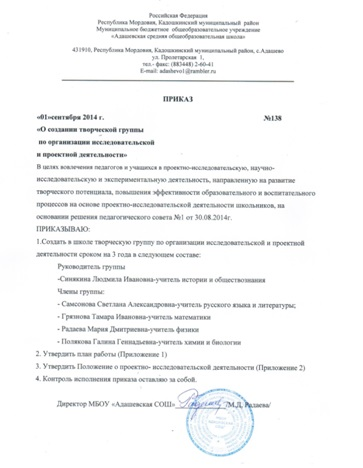 Российская Федерация
Республика Мордовия, Кадошкинский муниципальный район
Муниципальное бюджетное общеобразовательное учреждение
«Адашевская средняя общеобразовательная школа»
431910, Республика Мордовия, Кадошкинский муниципальный район, с.Адашево
ул. Пролетарская 1,
тел.- факс: (883448) 2-60-41
E-mail: adashevo1@rambler.ru
ПРИКАЗ
«01»сентября 2014 г. №138
«О создании творческой группы
по организации исследовательской
и проектной деятельности»
В целях вовлечения педагогов и учащихся в проектно-исследовательскую, научно-
исследовательскую и экспериментальную деятельность, направленную на развитие
творческого потенциала, повышения эффективности образовательного и воспитательного
процессов на основе проектно-исследовательской деятельности школьников, на
основании решения педагогического совета №1 от 30.08.2014г.
ПРИКАЗЫВАЮ:
1.Создать в школе творческую группу по организации исследовательской и проектной
деятельности сроком на 3 года в следующем составе:
Руководитель группы
-Синякина Людмила Ивановна-учитель истории и обществознания
Члены группы:
- Самсонова Светлана Александровна-учитель русского языка и литературы;
- Грязнова Тамара Ивановна-учитель математики
- Радаева Мария Дмитриевна-учитель физики
- Полякова Галина Геннадьевна-учитель химии и биологии
2. Утвердить план работы (Приложение 1)
3. Утвердить Положение о проектно- исследовательской деятельности (Приложение 2)
4. Контроль исполнения приказа оставляю за собой.
Директор МБОУ «Адашевская СОШ» /М.Д. Радаева/